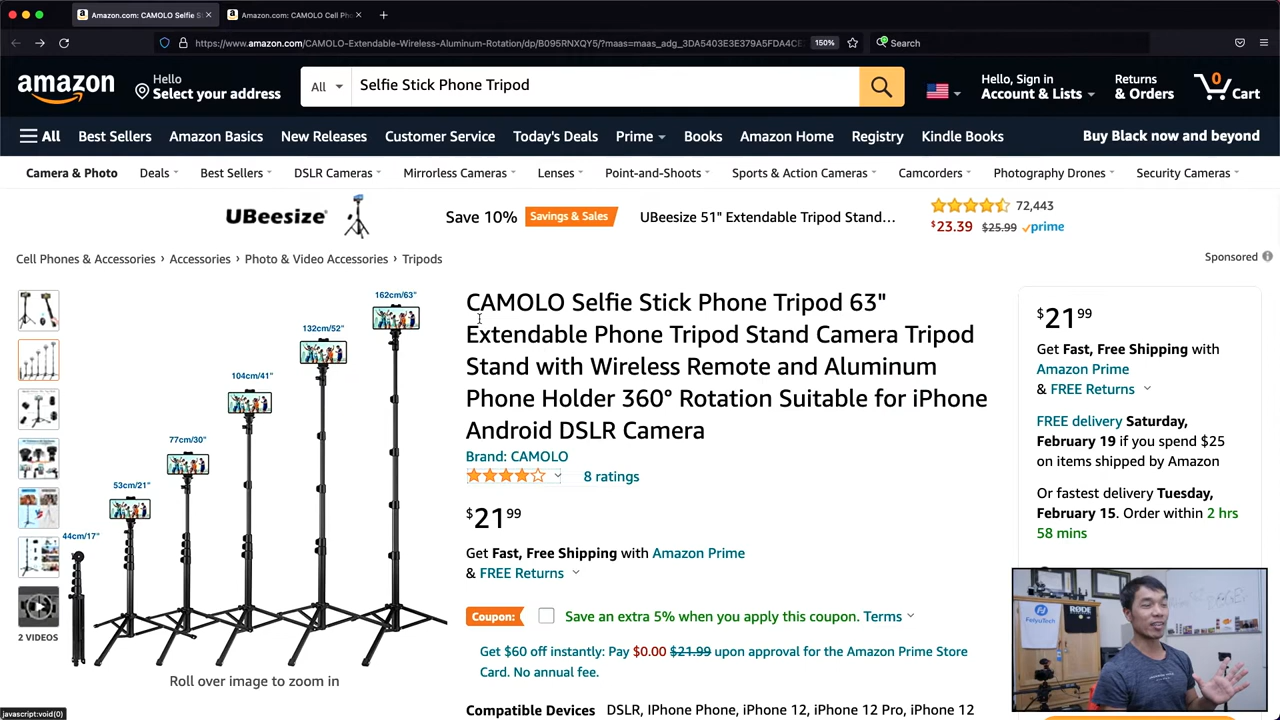 Amazon.com: CAMOLO Selfie S
Amazon.com: CAMOLO Cell Ph
https://www.amazon.com/CAMOLO-Extendable-Wireless-Aluminum-Rotation/dp/B095RNXQY5/?maas=maas_adg_3DA5403E3E379A5FDA4CE
150%
Search
amazon
Hello
Select your address
All
Selfie Stick Phone Tripod
Hello, Sign in
Account & Lists
Returns
& Orders
0
Cart
All
Best Sellers
Amazon Basics
New Releases
Customer Service
Today's Deals
Prime
Books
Amazon Home
Registry
Kindle Books
Buy Black now and beyond
Camera & Photo
Deals
Best Sellers
DSLR Cameras
Mirrorless Cameras
Lenses
Point-and-Shoots
Sports & Action Cameras
Camcorders
Photography Drones
Security Cameras
UBeesize
Save 10%
Savings & Sales
UBeesize 51" Extendable Tripod Stand...
72,443
$23.39 $25.99 prime
Cell Phones & Accessories › Accessories › Photo & Video Accessories › Tripods
Sponsored
162cm/63"
132cm/52"
104cm/41"
77cm/30"
53cm/21"
44cm/17"
2 VIDEOS
Roll over image to zoom in
CAMOLO Selfie Stick Phone Tripod 63"
Extendable Phone Tripod Stand Camera Tripod
Stand with Wireless Remote and Aluminum
Phone Holder 360° Rotation Suitable for iPhone
Android DSLR Camera
Brand: CAMOLO
8 ratings
$21 99
Get Fast, Free Shipping with Amazon Prime
& FREE Returns
Coupon:
Save an extra 5% when you apply this coupon. Terms
Get $60 off instantly: Pay $0.00 $21.99 upon approval for the Amazon Prime Store
Card. No annual fee.
Compatible Devices DSLR, IPhone Phone, iPhone 12, iPhone 12 Pro, iPhone 12
$21 99
Get Fast, Free Shipping with
Amazon Prime
& FREE Returns
FREE delivery Saturday,
February 19 if you spend $25
on items shipped by Amazon
Or fastest delivery Tuesday,
February 15. Order within 2 hrs
58 mins
FeiyuTech
RØDE
javascript:void(0)